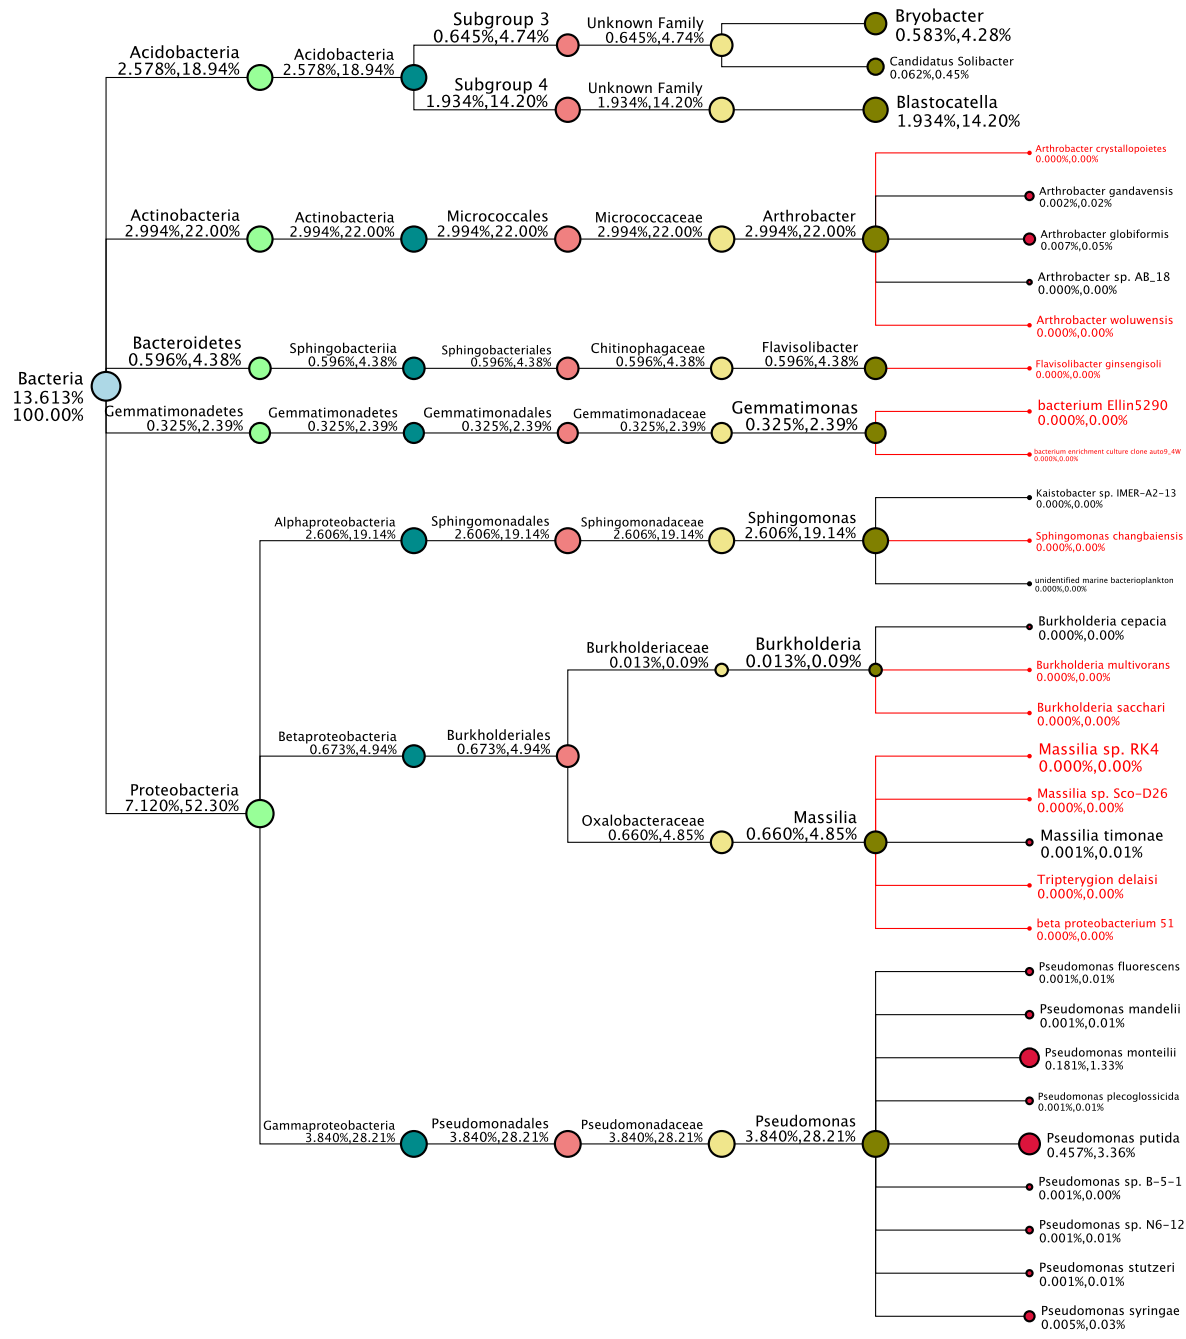 Bacteria
13.613%
100.00%
Acidobacteria
2.578%,18.94%
Acidobacteria
2.578%,18.94%
Subgroup 3
0.645%,4.74%
Unknown Family
0.645%,4.74%
Bryobacter
0.583%,4.28%
Candidatus Solibacter
0.062%,0.45%
Subgroup 4
1.934%,14.20%
Unknown Family
1.934%,14.20%
Blastocatella
1.934%,14.20%
Actinobacteria
2.994%,22.00%
Actinobacteria
2.994%,22.00%
Micrococcales
2.994%,22.00%
Micrococcaceae
2.994%,22.00%
Arthrobacter
2.994%,22.00%
Arthrobacter crystallopoietes
0.000%,0.00%
Arthrobacter gandavensis
0.002%,0.02%
Arthrobacter globiformis
0.007%,0.05%
Arthrobacter sp. AB_18
0.000%,0.00%
Arthrobacter woluwensis
0.000%,0.00%
Bacteroidetes
0.596%,4.38%
Sphingobacteriia
0.596%,4.38%
Sphingobacteriales
0.596%,4.38%
Chitinophagaceae
0.596%,4.38%
Flavisolibacter
0.596%,4.38%
Flavisolibacter ginsengisoli
0.000%,0.00%
Gemmatimonadetes
0.325%,2.39%
Gemmatimonadetes
0.325%,2.39%
Gemmatimonadales
0.325%,2.39%
Gemmatimonadaceae
0.325%,2.39%
Gemmatimonas
0.325%,2.39%
bacterium Ellin5290
0.000%,0.00%
bacterium enrichment culture clone auto9_4W
0.000%,0.00%
Proteobacteria
7.120%,52.30%
Alphaproteobacteria
2.606%,19.14%
Sphingomonadales
2.606%,19.14%
Sphingomonadaceae
2.606%,19.14%
Sphingomonas
2.606%,19.14%
Kaistobacter sp. IMER-A2-13
0.000%,0.00%
Sphingomonas changbaiensis
0.000%,0.00%
unidentified marine bacterioplankton
0.000%,0.00%
Betaproteobacteria
0.673%,4.94%
Burkholderiales
0.673%,4.94%
Burkholderiaceae
0.013%,0.09%
Burkholderia
0.013%,0.09%
Burkholderia cepacia
0.000%,0.00%
Burkholderia multivorans
0.000%,0.00%
Burkholderia sacchari
0.000%,0.00%
Oxalobacteraceae
0.660%,4.85%
Massilia
0.660%,4.85%
Massilia sp. RK4
0.000%,0.00%
Massilia sp. Sco-D26
0.000%,0.00%
Massilia timonae
0.001%,0.01%
Tripterygion delaisi
0.000%,0.00%
beta proteobacterium 51
0.000%,0.00%
Gammaproteobacteria
3.840%,28.21%
Pseudomonadales
3.840%,28.21%
Pseudomonadaceae
3.840%,28.21%
Pseudomonas
3.840%,28.21%
Pseudomonas fluorescens
0.001%,0.01%
Pseudomonas mandelii
0.001%,0.01%
Pseudomonas monteilii
0.181%,1.33%
Pseudomonas plecoglossicida
0.001%,0.01%
Pseudomonas putida
0.457%,3.36%
Pseudomonas sp. B-5-1
0.001%,0.00%
Pseudomonas sp. N6-12
0.001%,0.01%
Pseudomonas stutzeri
0.001%,0.01%
Pseudomonas syringae
0.005%,0.03%